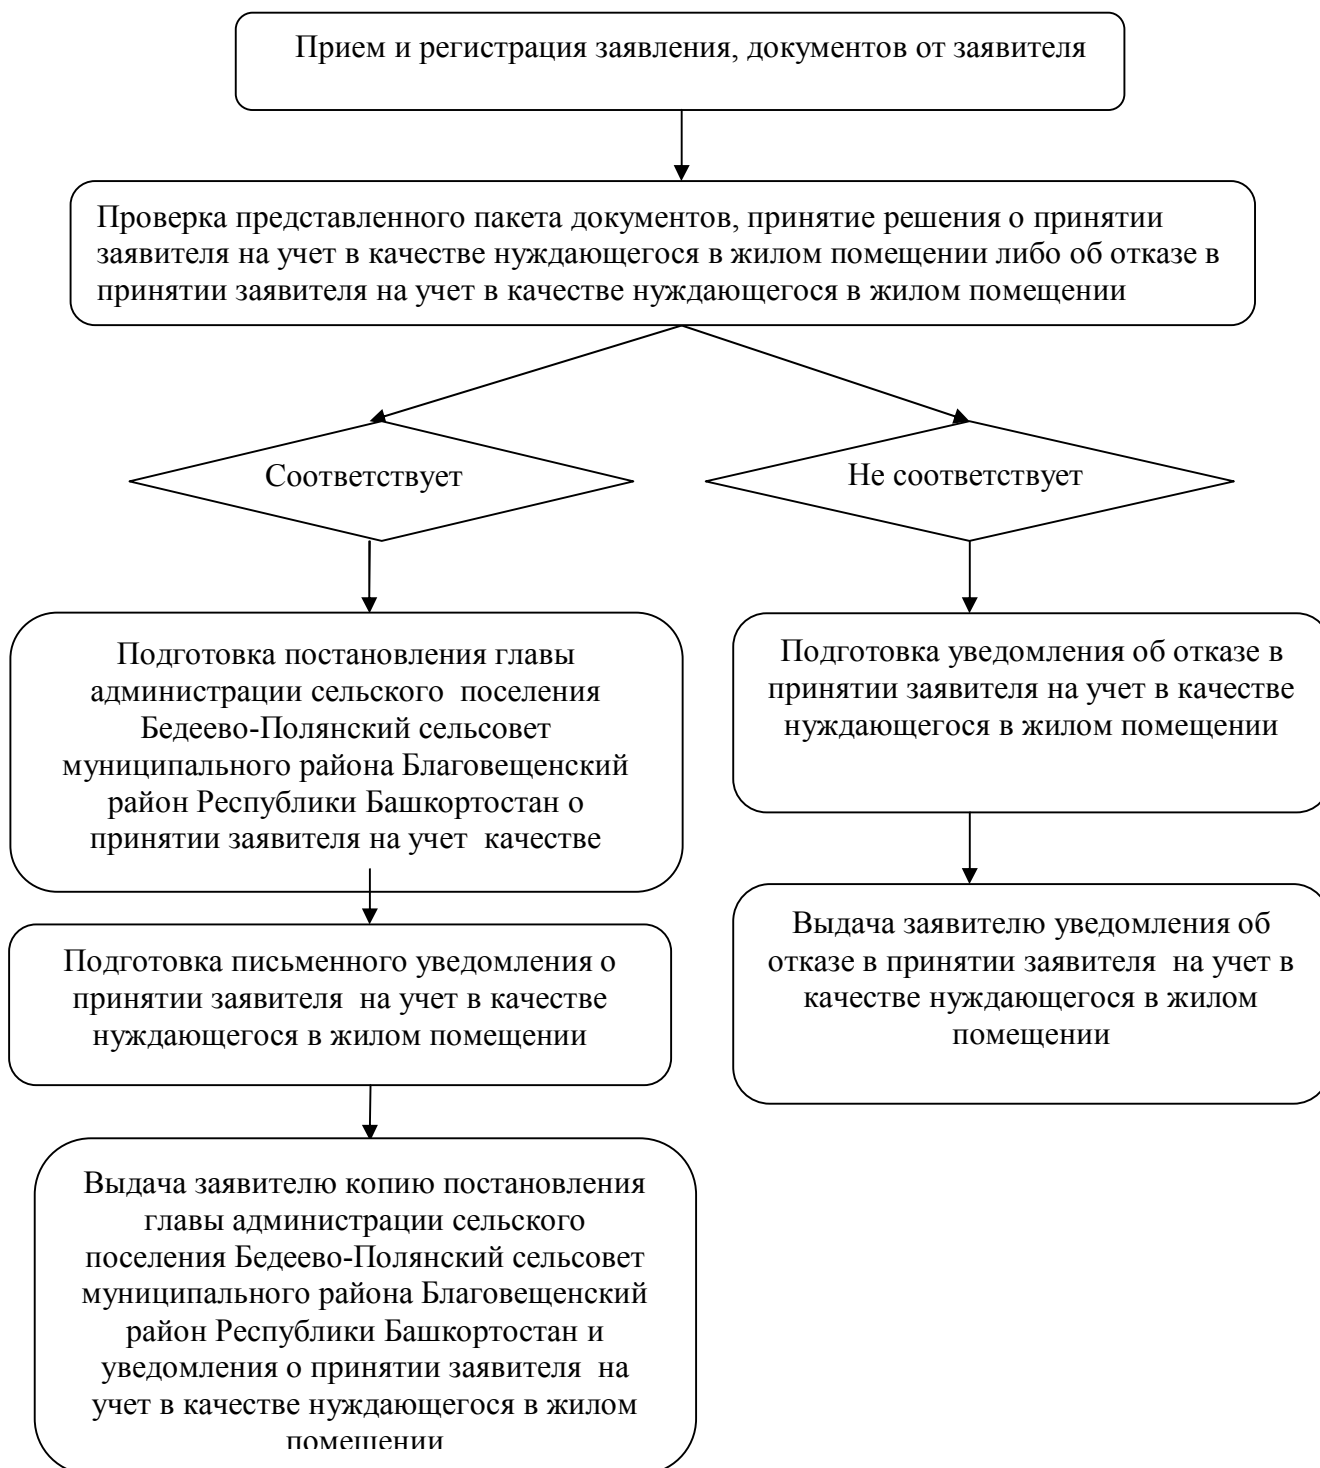 Прием и регистрация заявления, документов от заявителя
Проверка представленного пакета документов, принятие решения о принятии
заявителя на учет в качестве нуждающегося в жилом помещении либо об отказе в
принятии заявителя на учет в качестве нуждающегося в жилом помещении
Соответствует
Не соответствует
Подготовка постановления главы
администрации сельского  поселения
Бедеево-Полянский сельсовет
муниципального района Благовещенский
район Республики Башкортостан о
принятии заявителя на учет  качестве
Подготовка письменного уведомления о
принятии заявителя  на учет в качестве
нуждающегося в жилом помещении
Выдача заявителю копию постановления
главы администрации сельского
поселения Бедеево-Полянский сельсовет
муниципального района Благовещенский
район Республики Башкортостан и
уведомления о принятии заявителя  на
учет в качестве нуждающегося в жилом
помещении
Подготовка уведомления об отказе в
принятии заявителя на учет в качестве
нуждающегося в жилом помещении
Выдача заявителю уведомления об
отказе в принятии заявителя  на учет в
качестве нуждающегося в жилом
помещении